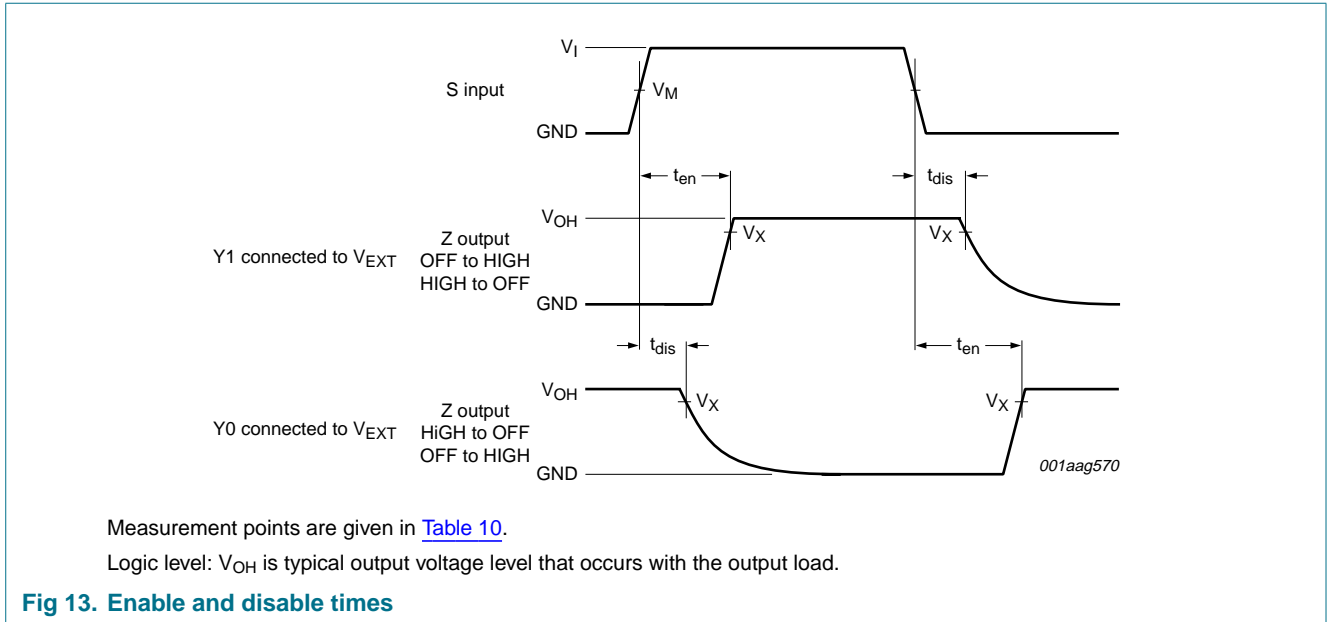 V_I
S input
V_M
GND
t_en
t_dis
V_OH
V_X
V_X
Y1 connected to V_EXT
Z output
OFF to HIGH
HIGH to OFF
GND
t_dis
t_en
V_OH
V_X
V_X
Y0 connected to V_EXT
Z output
HiGH to OFF
OFF to HIGH
GND
001aag570
Measurement points are given in Table 10.
Logic level: V_OH is typical output voltage level that occurs with the output load.
Fig 13. Enable and disable times